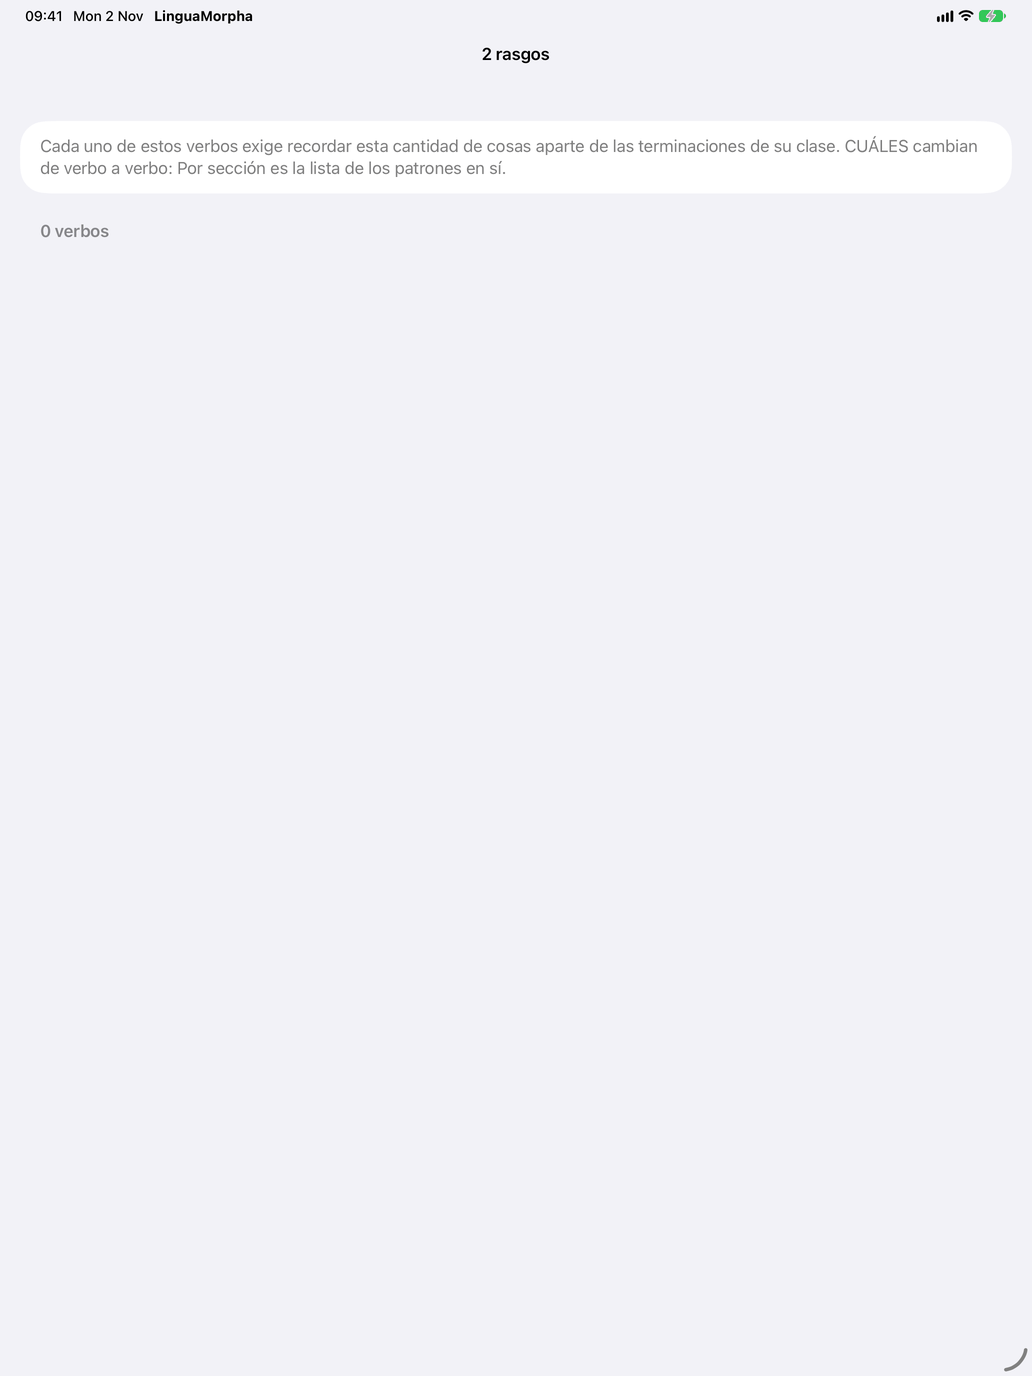 09:41 Mon 2 Nov LinguaMorpha
2 rasgos
Cada uno de estos verbos exige recordar esta cantidad de cosas aparte de las terminaciones de su clase. CUÁLES cambian
de verbo a verbo: Por sección es la lista de los patrones en sí.
0 verbos